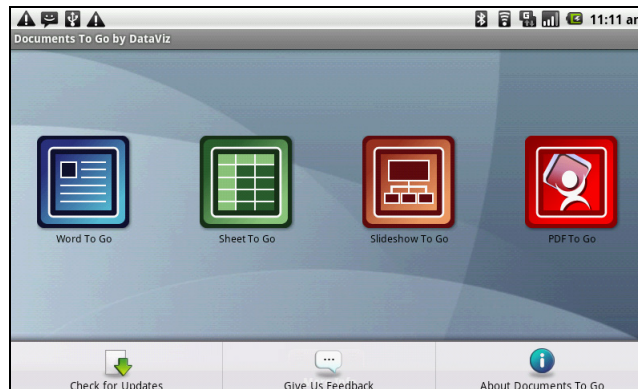 11:11 am
Documents To Go by DataViz
Word To Go
Sheet To Go
Slideshow To Go
PDF To Go
Check for Updates
Give Us Feedback
About Documents To Go